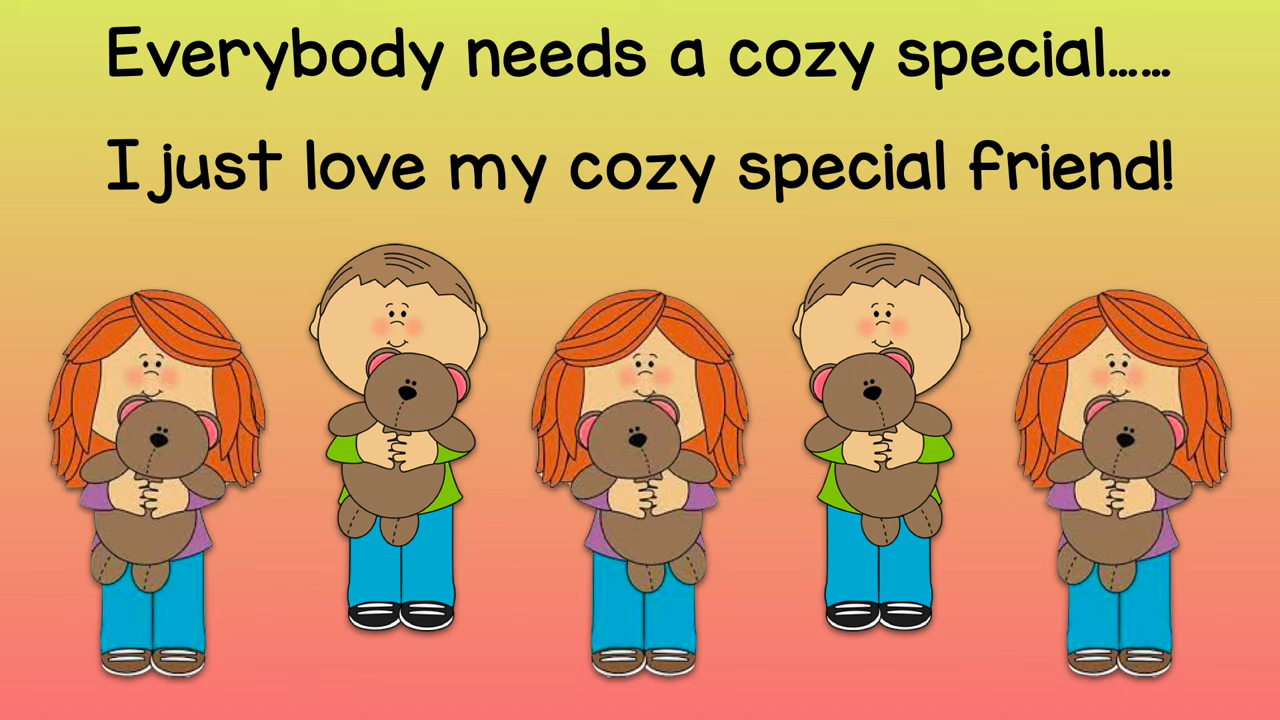 Everybody needs a cozy special......
I just love my cozy special friend!